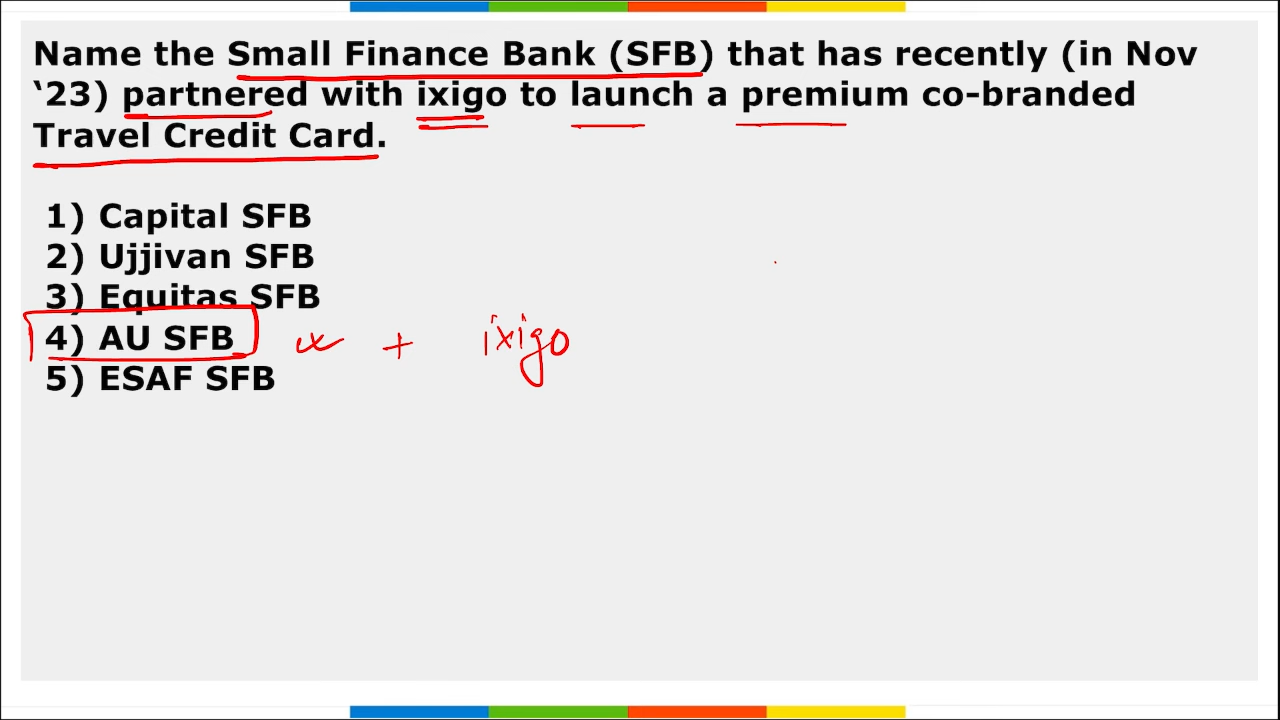 Name the Small Finance Bank (SFB) that has recently (in Nov
‘23) partnered with ixigo to launch a premium co-branded
Travel Credit Card.
1) Capital SFB
2) Ujjivan SFB
3) Equitas SFB
4) AU SFB + ixigo
5) ESAF SFB